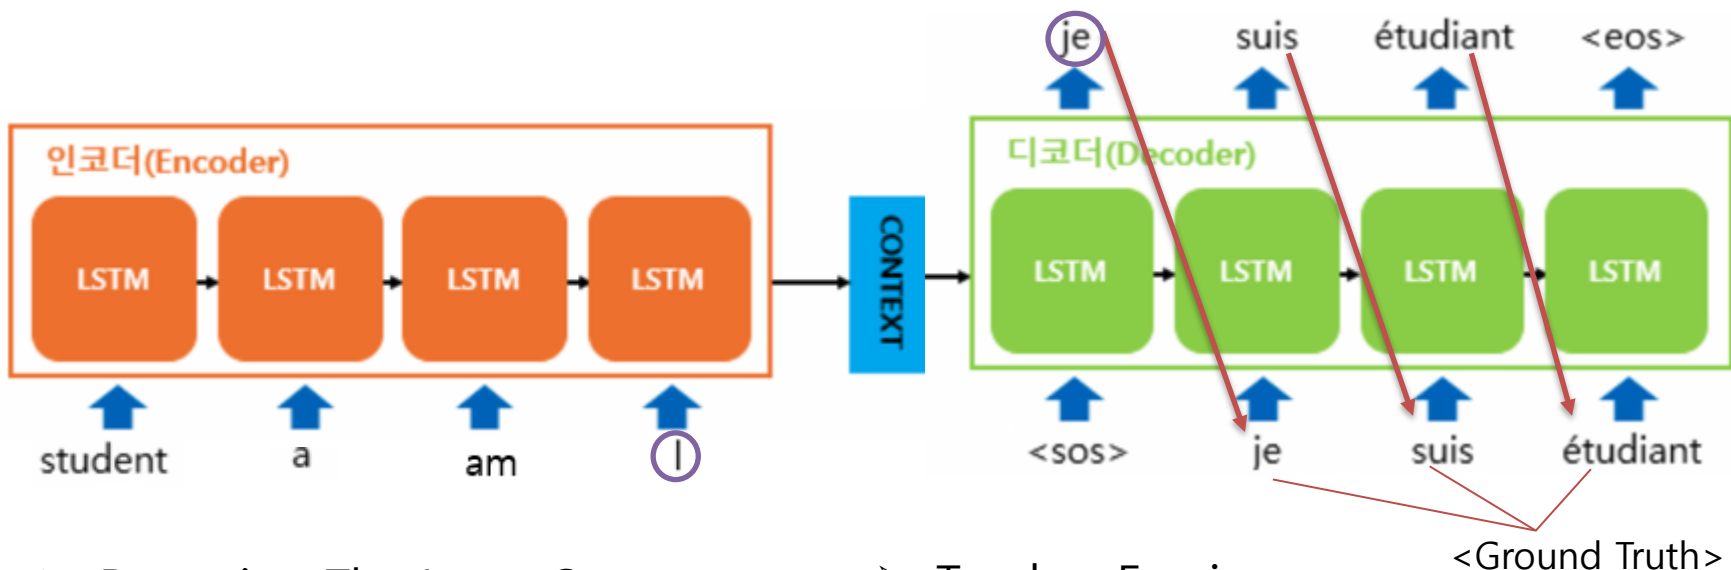 je suis étudiant <eos>
인코더(Encoder)
디코더(Decoder)
LSTM LSTM LSTM LSTM
CONTEXT
LSTM LSTM LSTM LSTM
student a am I
<sos> je suis étudiant
<Ground Truth>